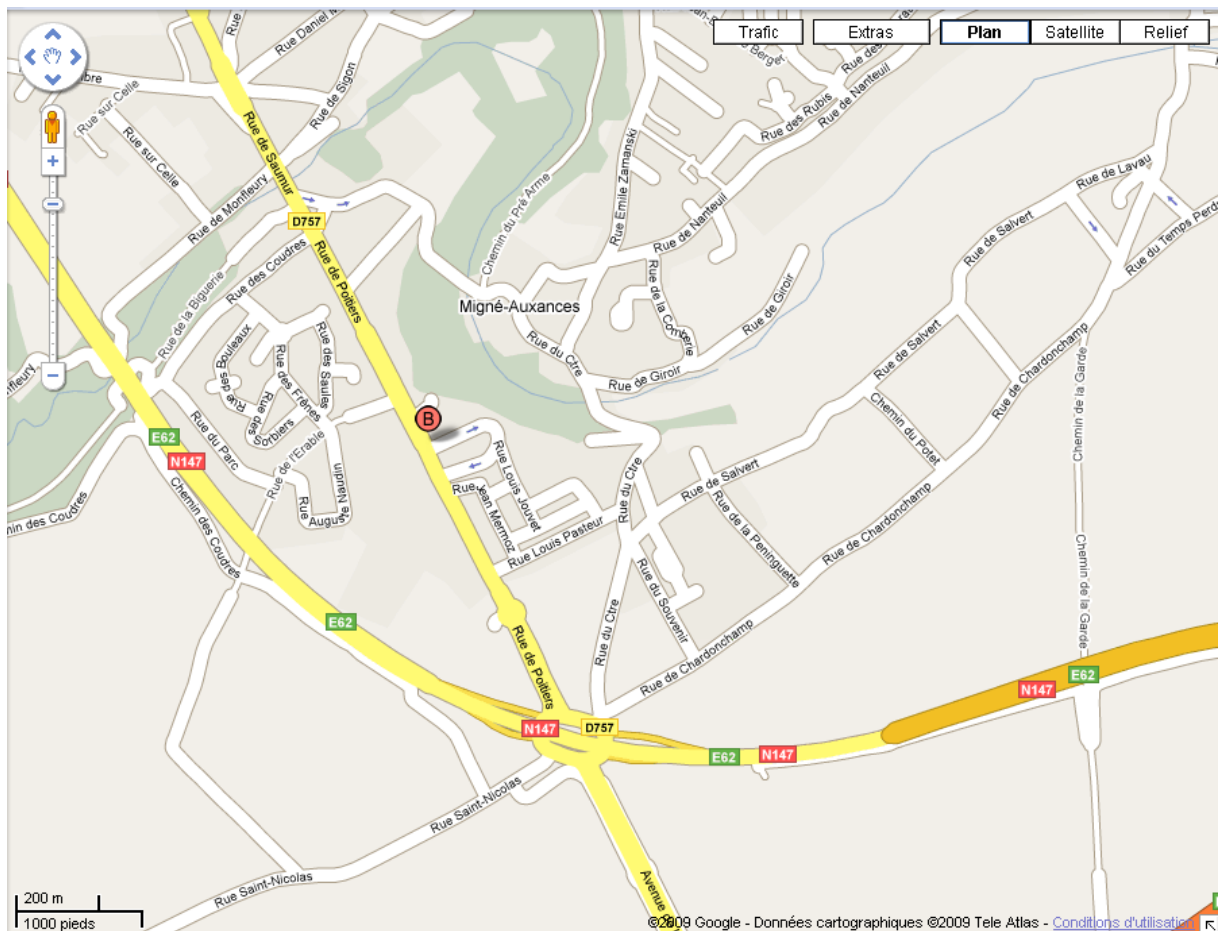 Trafic
Extras
Plan
Satellite
Relief
Rue Daniel
Rue de Sigon
Rue sur Celle
Rue sur Celle
Rue de Saumur
Rue de Monfleury
D757
Rue de Poitiers
Rue des Coudres
Rue de la Biguerie
Chemin du Pré Arme
Rue Emile Zamanski
Berget
Rue des Rubis
Rue de Nanteuil
Rue de Nanteuil
Rue de la Comberie
Rue de Giroir
Rue de Giroir
Migné-Auxances
Rue du Ctre
Rue de Lavau
Rue de Salvert
Rue du Temps Perdu
Rue de Salvert
Rue de Chardonchamp
Chemin de la Garde
Chemin du Potet
Rue des Bouleaux
Rue des Saules
Rue des Frênes
Rue des Sorbiers
Rue de l'Erable
B
E62
N147
Rue du Parc
Rue Auguste Naudin
Chemin des Coudres
min des Coudres
Rue Louis Jouvet
Rue Jean Mermoz
Rue Louis Pasteur
Rue du Ctre
Rue de Salvert
Rue de la Peninguette
Rue de Chardonchamp
Chemin de la Garde
Rue du Souvenir
Rue du Ctre
Rue de Chardonchamp
E62
Rue de Poitiers
N147
D757
E62
N147
N147
E62
Rue Saint-Nicolas
Rue Saint-Nicolas
Avenue
200 m
1000 pieds
©2009 Google - Données cartographiques ©2009 Tele Atlas - Conditions d'utilisation